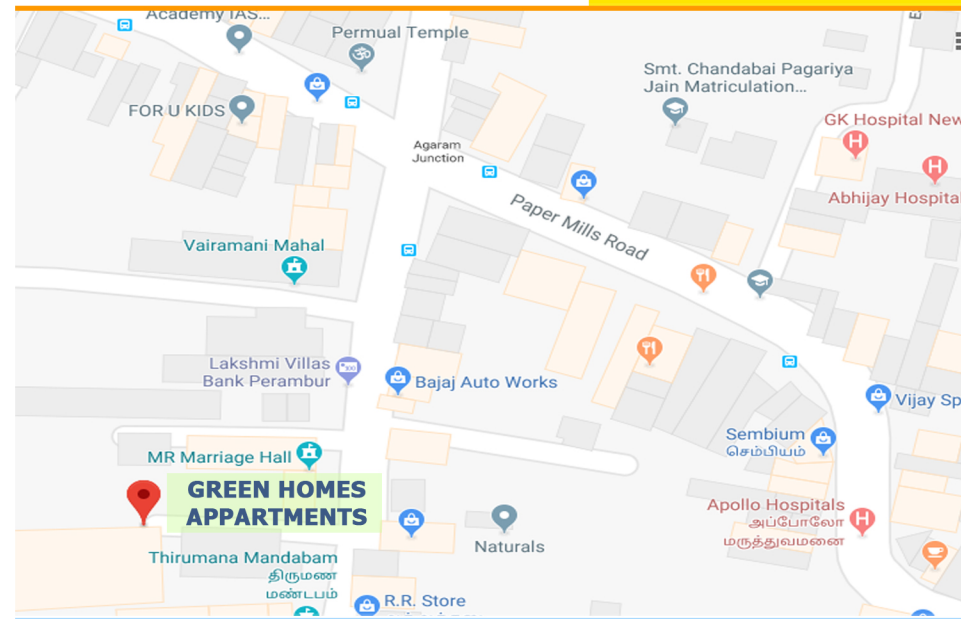 Academy IAS...
Permual Temple
Smt. Chandabai Pagariya
Jain Matriculation...
FOR U KIDS
GK Hospital New
Agaram
Junction
Abhijay Hospital
Paper Mills Road
Vairamani Mahal
Lakshmi Villas
Bank Perambur
Bajaj Auto Works
Vijay Sp
Sembium
செம்பியம்
MR Marriage Hall
GREEN HOMES
APPARTMENTS
Apollo Hospitals
அப்போலோ
மருத்துவமனை
Naturals
Thirumana Mandabam
திருமண
மண்டபம்
R.R. Store